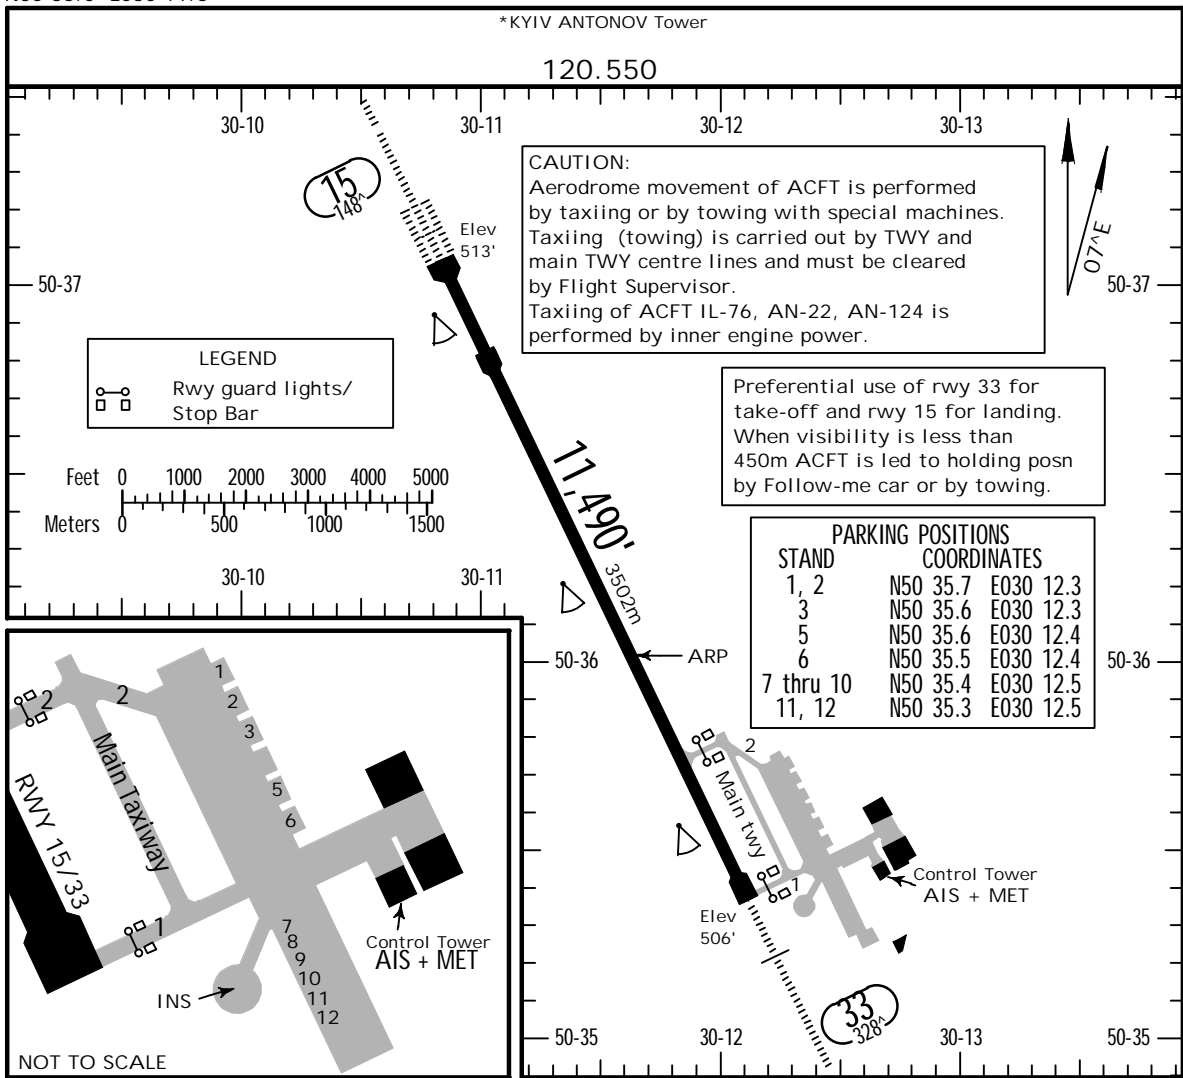 *KYIV ANTONOV Tower
120.550
30-10
30-11
30-12
30-13
15
148^
Elev
513'
CAUTION:
Aerodrome movement of ACFT is performed
by taxiing or by towing with special machines.
Taxiing (towing) is carried out by TWY and
main TWY centre lines and must be cleared
by Flight Supervisor.
Taxiing of ACFT IL-76, AN-22, AN-124 is
performed by inner engine power.
07^E
50-37
50-37
LEGEND
Rwy guard lights/
Stop Bar
Preferential use of rwy 33 for
take-off and rwy 15 for landing.
When visibility is less than
450m ACFT is led to holding posn
by Follow-me car or by towing.
Feet 0 1000 2000 3000 4000 5000
Meters 0 500 1000 1500
11,490'
3502m
30-10
30-11
PARKING POSITIONS
STAND COORDINATES
1, 2 N50 35.7 E030 12.3
3 N50 35.6 E030 12.3
5 N50 35.6 E030 12.4
6 N50 35.5 E030 12.4
7 thru 10 N50 35.4 E030 12.5
11, 12 N50 35.3 E030 12.5
50-36
ARP
50-36
2
Main twy
1
Control Tower
AIS + MET
Elev
506'
33
328^
50-35
30-12
30-13
50-35
2
2
1
2
3
5
6
Main Taxiway
RWY 15/33
1
7
8
9
10
11
12
Control Tower
AIS + MET
INS
NOT TO SCALE